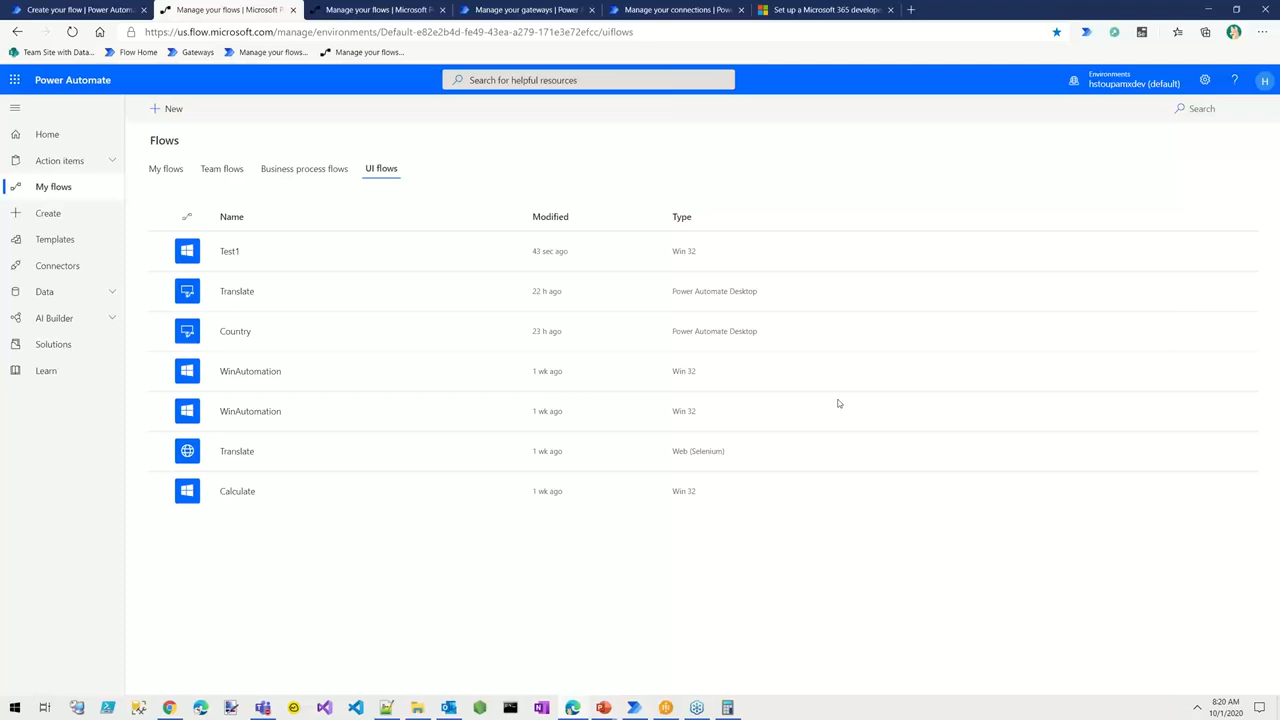 Create your flow | Power Autom
Manage your flows | Microsoft P
Manage your flows | Microsoft P
Manage your gateways | Power A
Manage your connections | Powe
Set up a Microsoft 365 develope
https://us.flow.microsoft.com/manage/environments/Default-e82e2b4d-fe49-43ea-a279-171e3e72efcc/uiflows
Team Site with Data...
Flow Home
Gateways
Manage your flows...
Manage your flows...
Power Automate
Search for helpful resources
Environments
hstoupamxdev (default)
H
New
Search
Home
Action items
My flows
Create
Templates
Connectors
Data
AI Builder
Solutions
Learn
Flows
My flows Team flows Business process flows UI flows
Name Modified Type
Test1 43 sec ago Win 32
Translate 22 h ago Power Automate Desktop
Country 23 h ago Power Automate Desktop
WinAutomation 1 wk ago Win 32
WinAutomation 1 wk ago Win 32
Translate 1 wk ago Web (Selenium)
Calculate 1 wk ago Win 32
8:20 AM
10/1/2020